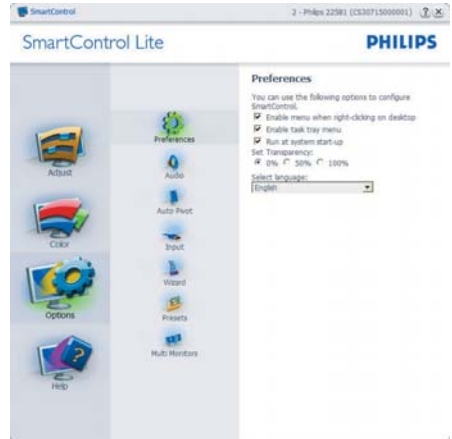 SmartControl
2 - Philips 225B1 (CS30715000001)
SmartControl Lite
PHILIPS
Adjust
Color
Options
Help
Preferences
Audio
Auto Pivot
Input
Wizard
Presets
Multi Monitors
Preferences
You can use the following options to configure
SmartControl.
Enable menu when right-clicking on desktop
Enable task tray menu
Run at system start-up
Set Transparency:
0% 50% 100%
Select language:
English